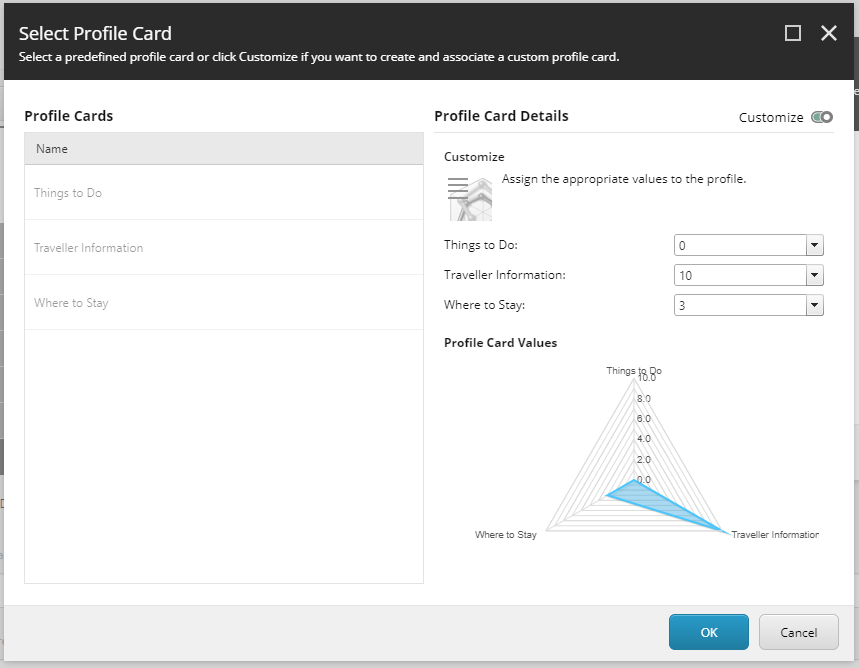 Select Profile Card
Select a predefined profile card or click Customize if you want to create and associate a custom profile card.
Profile Cards
Name
Things to Do
Traveller Information
Where to Stay
Profile Card Details
Customize
Customize
Assign the appropriate values to the profile.
Things to Do: 0
Traveller Information: 10
Where to Stay: 3
Profile Card Values
Things to Do
10.0
8.0
6.0
4.0
2.0
0.0
Where to Stay
Traveller Information
OK
Cancel